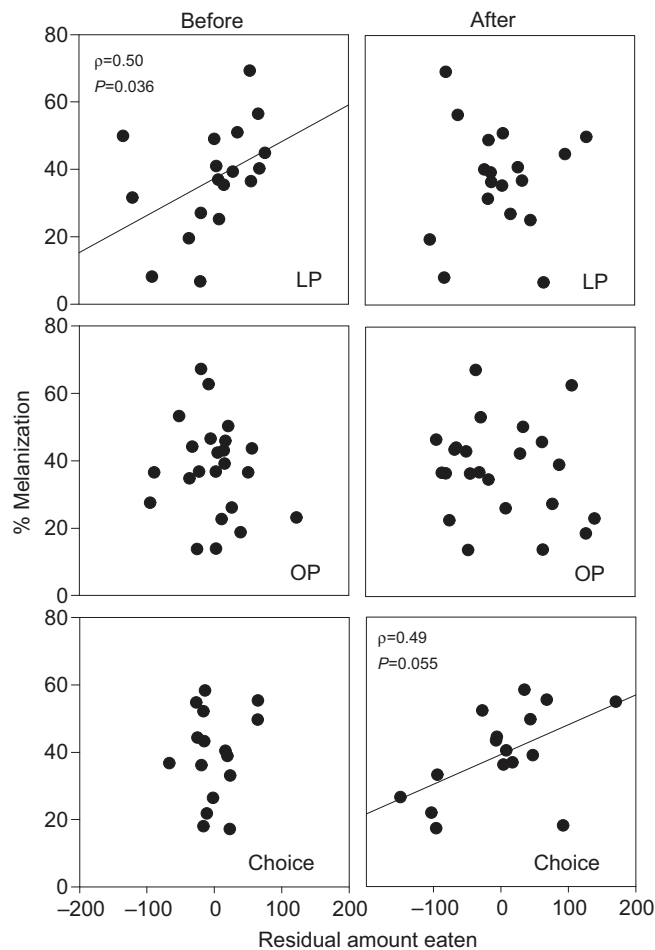 Before
After
80
60
40
20
0
ρ=0.50
P=0.036
LP
LP
80
60
40
20
0
OP
OP
% Melanization
80
60
40
20
0
Choice
ρ=0.49
P=0.055
Choice
–200 –100 0 100 200
–100 0 100 200
Residual amount eaten